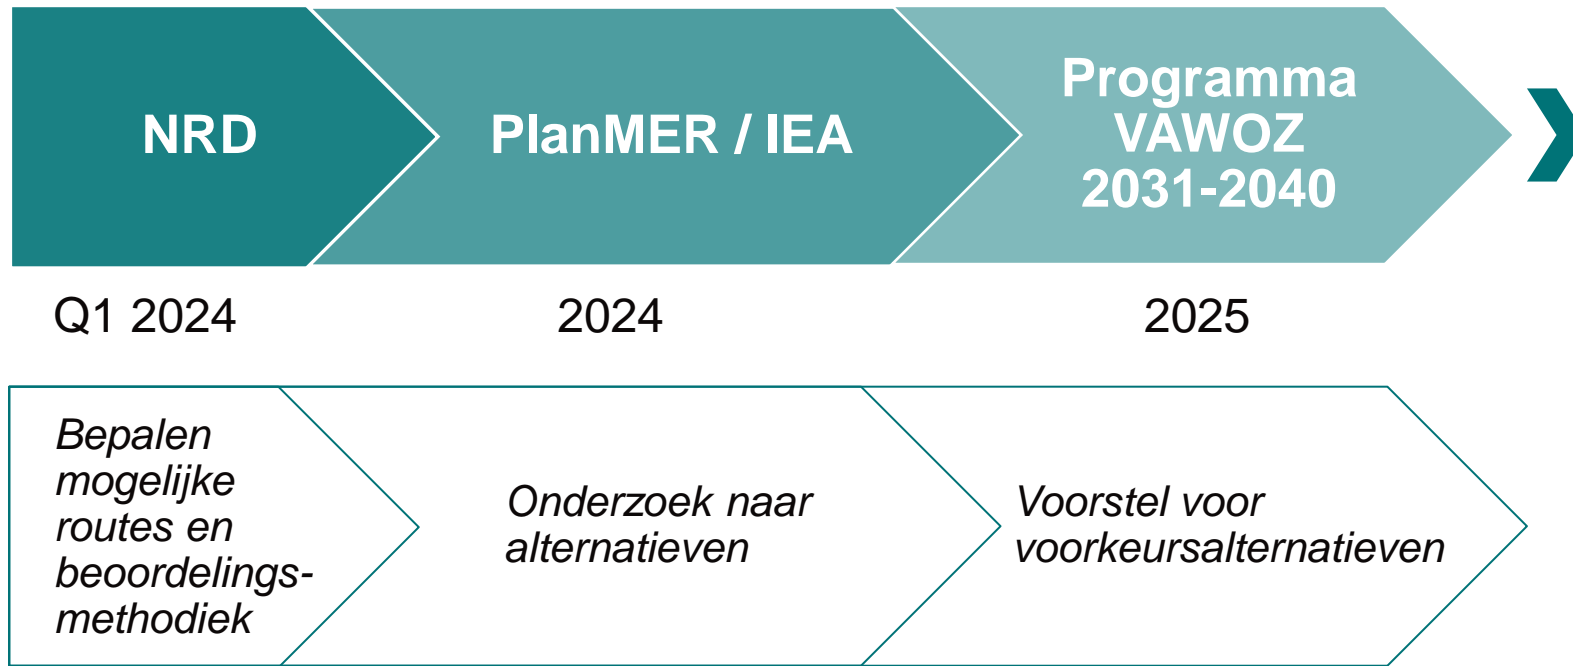 NRD
PlanMER / IEA
Programma
VAWOZ
2031-2040
Q1 2024
2024
2025
Bepalen
mogelijke
routes en
beoordelings-
methodiek
Onderzoek naar
alternatieven
Voorstel voor
voorkeursalternatieven